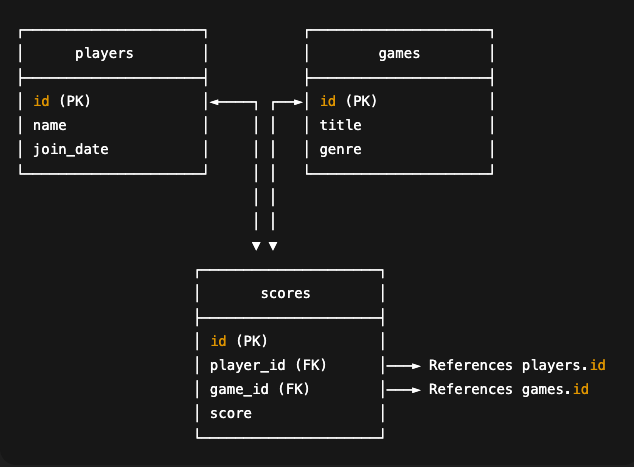 players
id (PK)
name
join_date
games
id (PK)
title
genre
scores
id (PK)
player_id (FK)
References players.id
game_id (FK)
References games.id
score